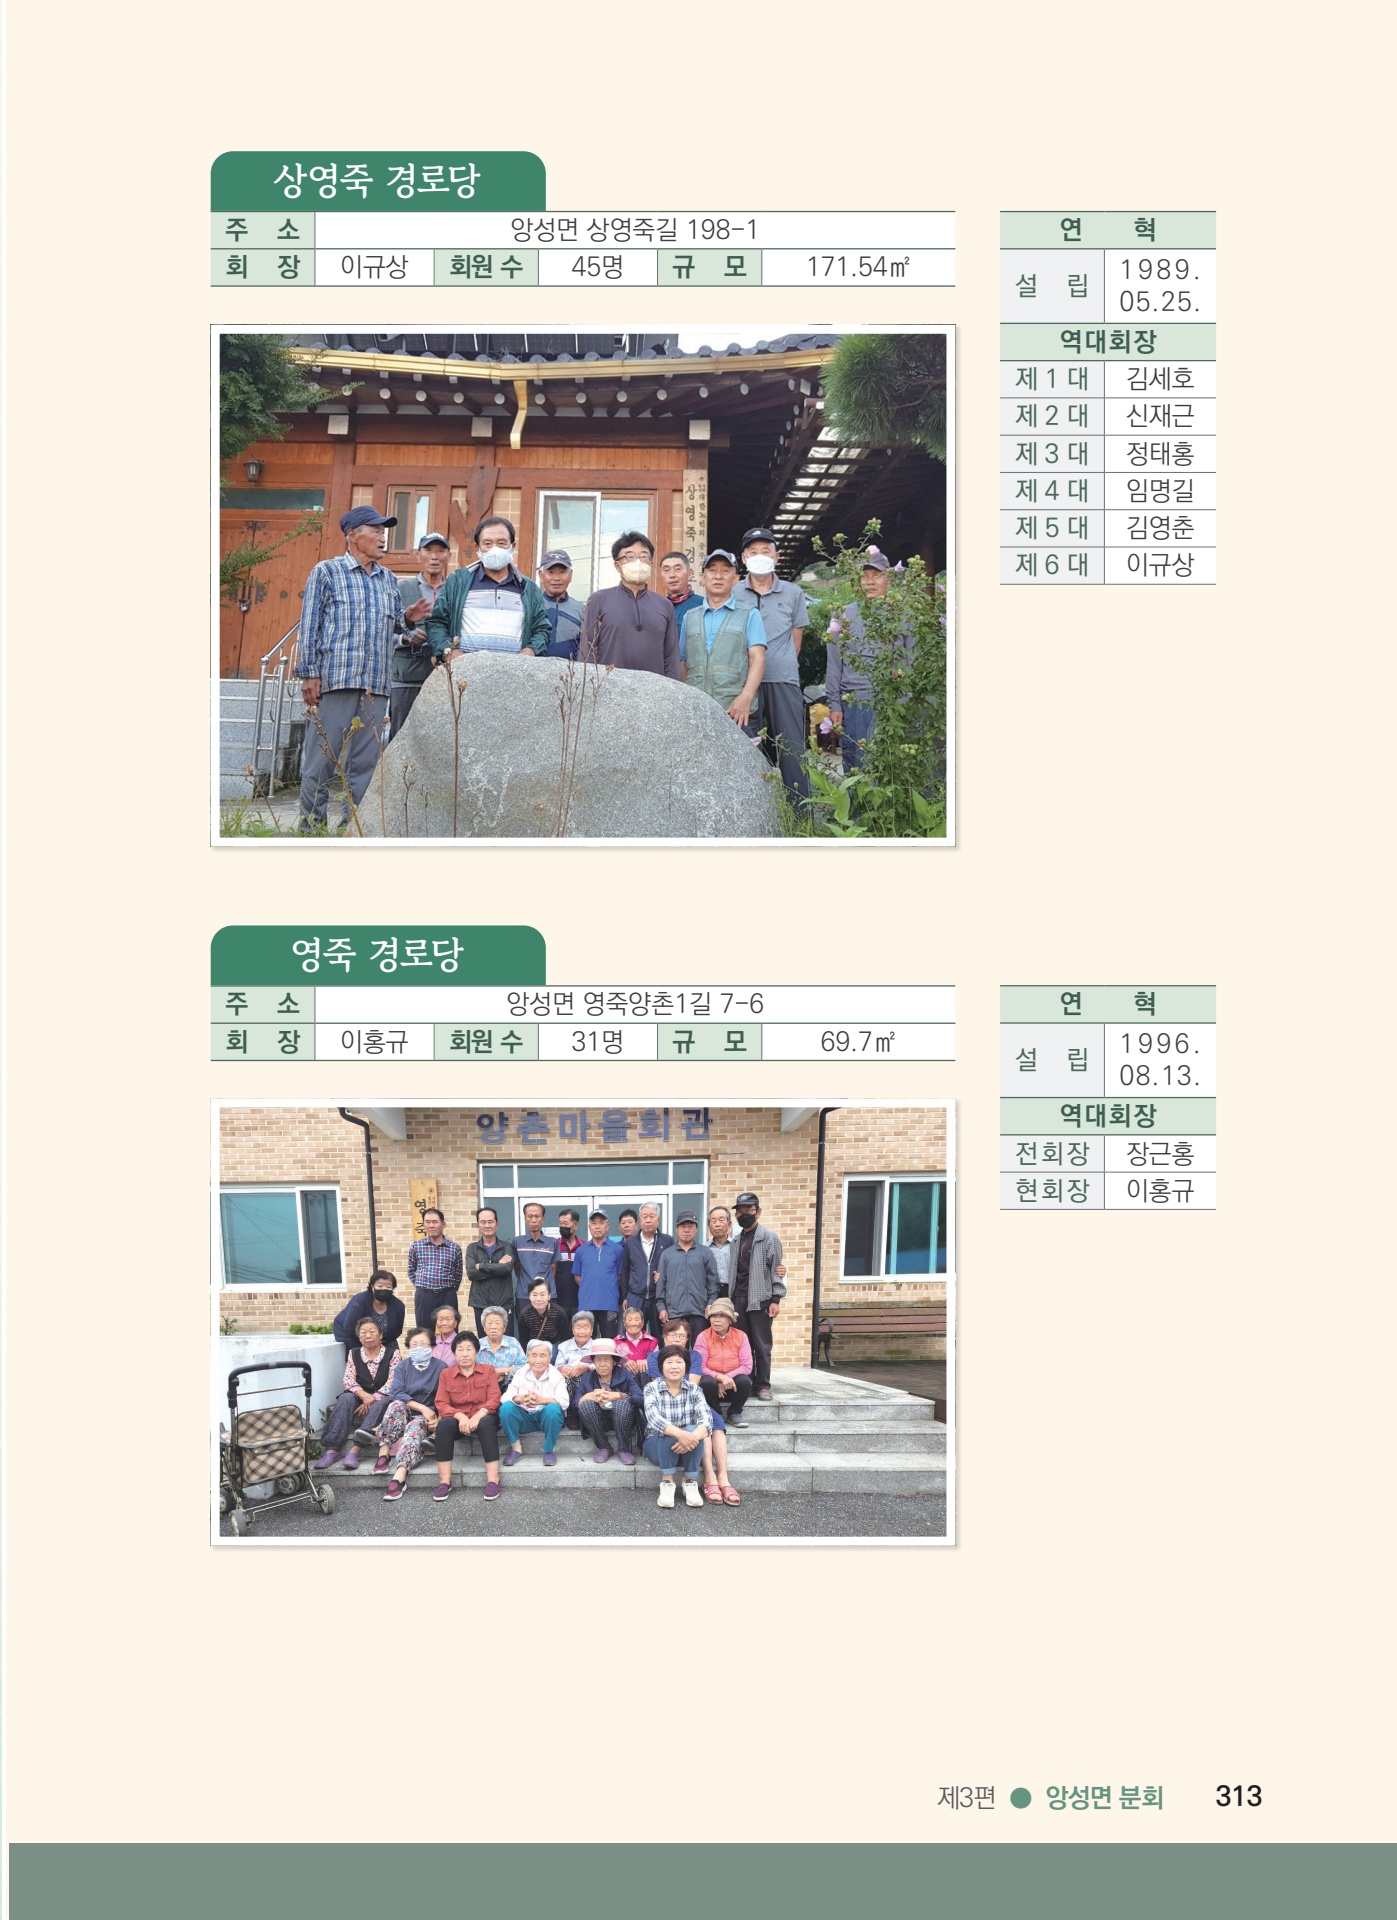 상영죽 경로당
주 소 앙성면 상영죽길 198-1
회 장 이규상 회원 수 45명 규 모 171.54㎡
연 혁
설 립 1989.
05.25.
역대회장
제 1 대 김세호
제 2 대 신재근
제 3 대 정태홍
제 4 대 임명길
제 5 대 김영춘
제 6 대 이규상
상영죽경로
영죽 경로당
주 소 앙성면 영죽양촌1길 7-6
회 장 이홍규 회원 수 31명 규 모 69.7㎡
연 혁
설 립 1996.
08.13.
역대회장
전회장 장근홍
현회장 이홍규
양촌마을회관
영죽
제3편 ● 앙성면 분회 313